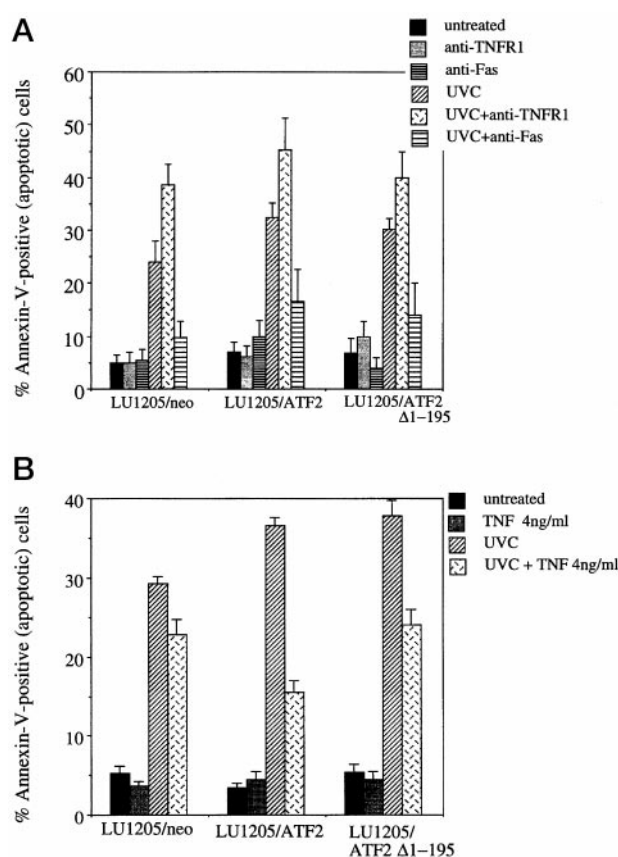 A
untreated
anti-TNFR1
anti-Fas
UVC
UVC+anti-TNFR1
UVC+anti-Fas
% Annexin-V-positive (apoptotic) cells
60
50
40
30
20
10
0
LU1205/neo
LU1205/ATF2
LU1205/ATF2
Δ1−195
B
untreated
TNF 4ng/ml
UVC
UVC + TNF 4ng/ml
% Annexin-V-positive (apoptotic) cells
40
30
20
10
0
LU1205/neo
LU1205/ATF2
LU1205/
ATF2 Δ1−195